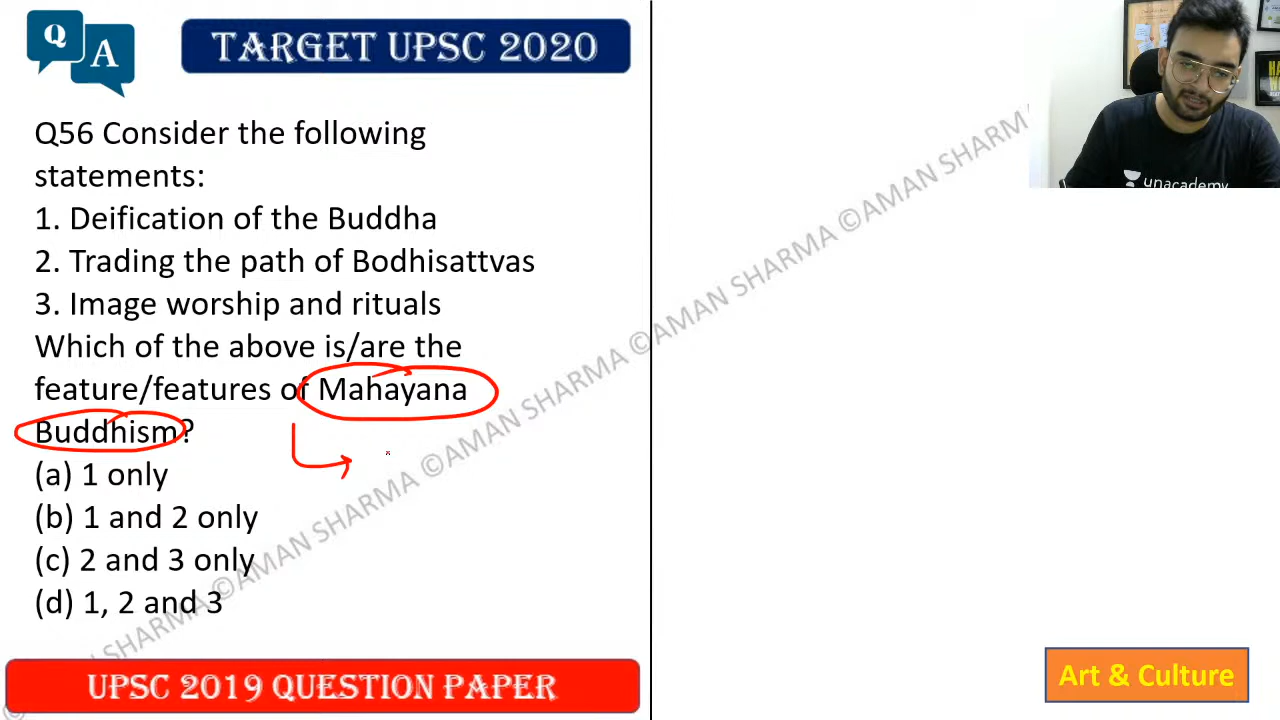 Q
A
TARGET UPSC 2020
Q56 Consider the following
statements:
1. Deification of the Buddha
2. Trading the path of Bodhisattvas
3. Image worship and rituals
Which of the above is/are the
feature/features of Mahayana
Buddhism?
(a) 1 only
(b) 1 and 2 only
(c) 2 and 3 only
(d) 1, 2 and 3
UPSC 2019 QUESTION PAPER
©AMAN SHARMA ©AMAN SHARMA ©AMAN SHARMA ©AMAN SHARMA
unacademy
Art & Culture